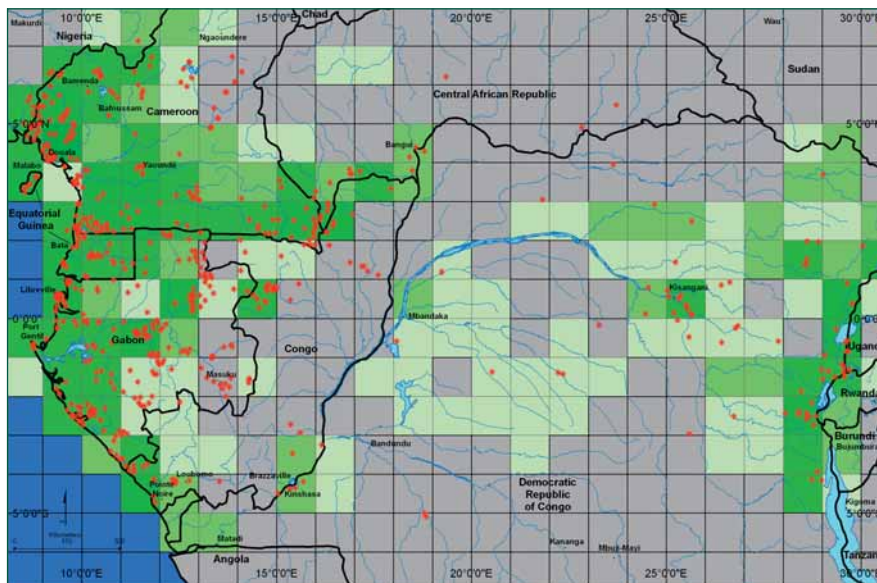 Makurdi
Chad
Wau
10°0'0"E
15°0'0"E
20°0'0"E
25°0'0"E
30°0'0"E
Nigeria
Ngaoundere
Sudan
Bamenda
Bafoussam
Cameroon
Central African Republic
5°0'0"N
5°0'0"N
Douala
Bangui
Malabo
Yaoundé
Equatorial
Guinea
Bata
Libreville
Kisangani
Mbandaka
0°0'0"
0°0'0"
Port
Gentil
Gabon
Congo
Uganda
Masuku
Rwanda
Burundi
Bujumbura
Bandundu
Loubomo
Brazzaville
Pointe
Noire
Kinshasa
Democratic
Republic
of Congo
Kigoma
5°0'0"S
5°0'0"S
Matadi
Kananga
Mbuji-Mayi
Angola
Tanzan
10°0'0"E
15°0'0"E
20°0'0"E
25°0'0"E
30°0'0"